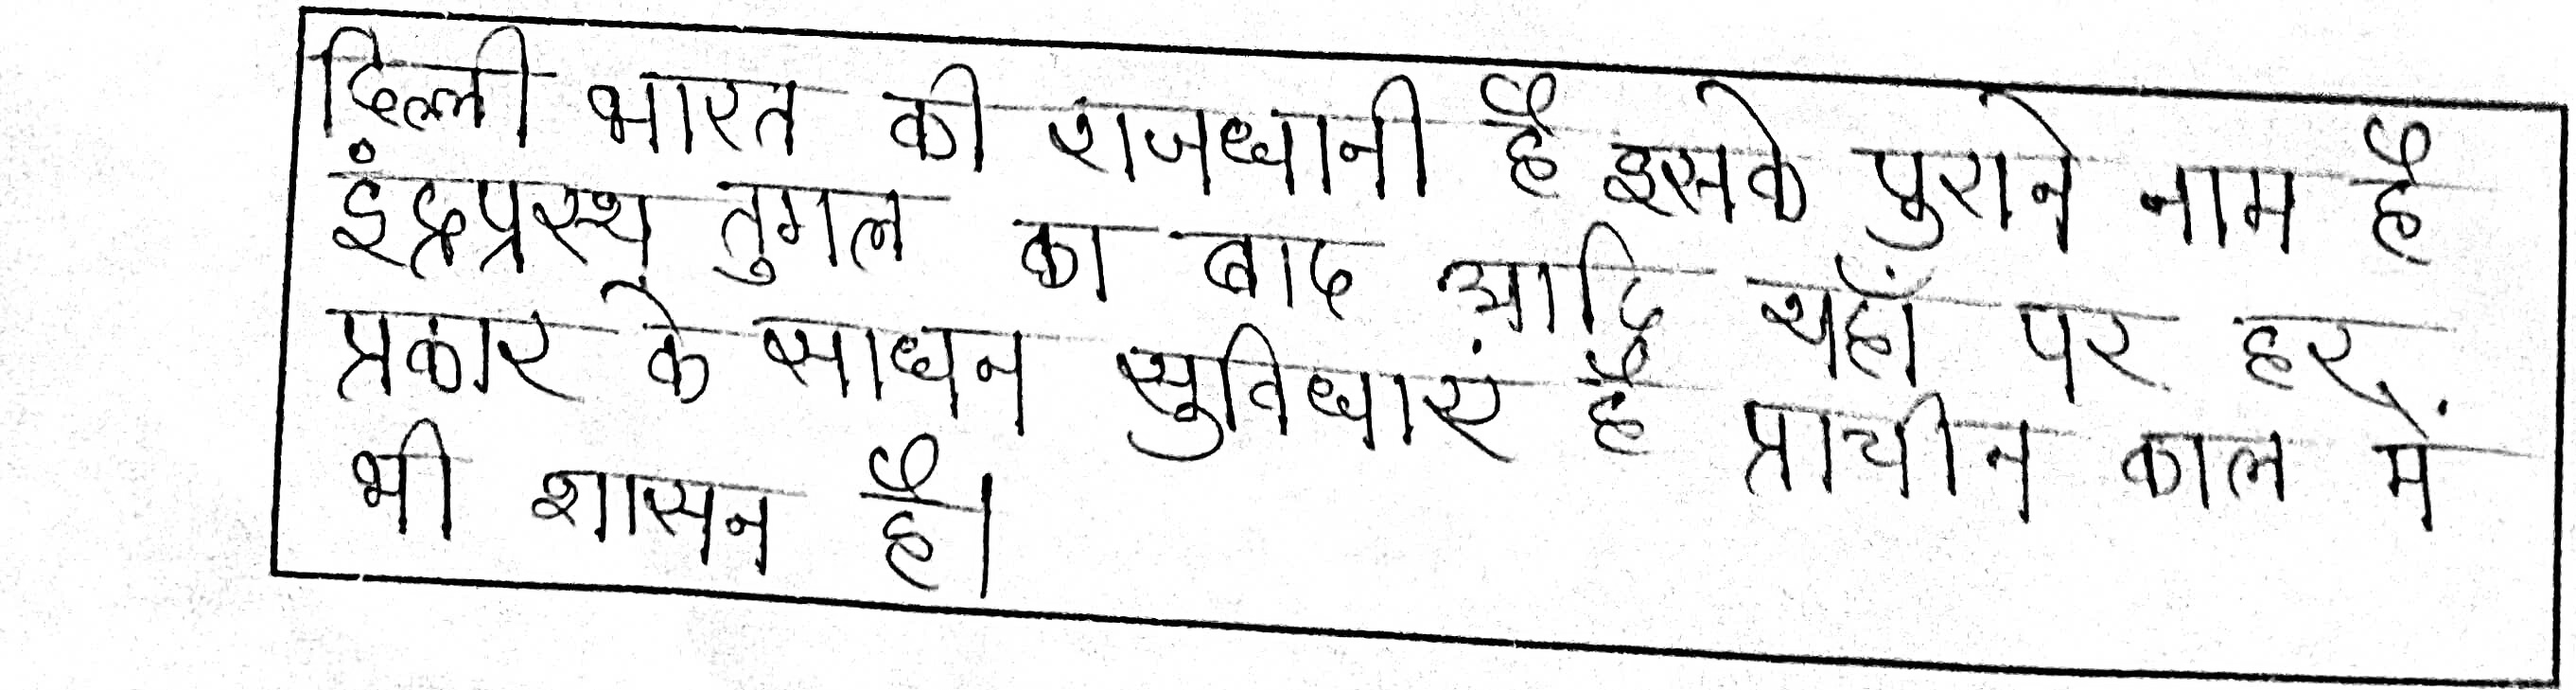 दिल्ली भारत की राजधानी है इसके पुराने नाम है
इंद्रप्रस्थ तुगल का बाद आदि यहाँ पर हर
प्रकार के साधन सुविधाएं है प्राचीन काल में
भी शासन है।